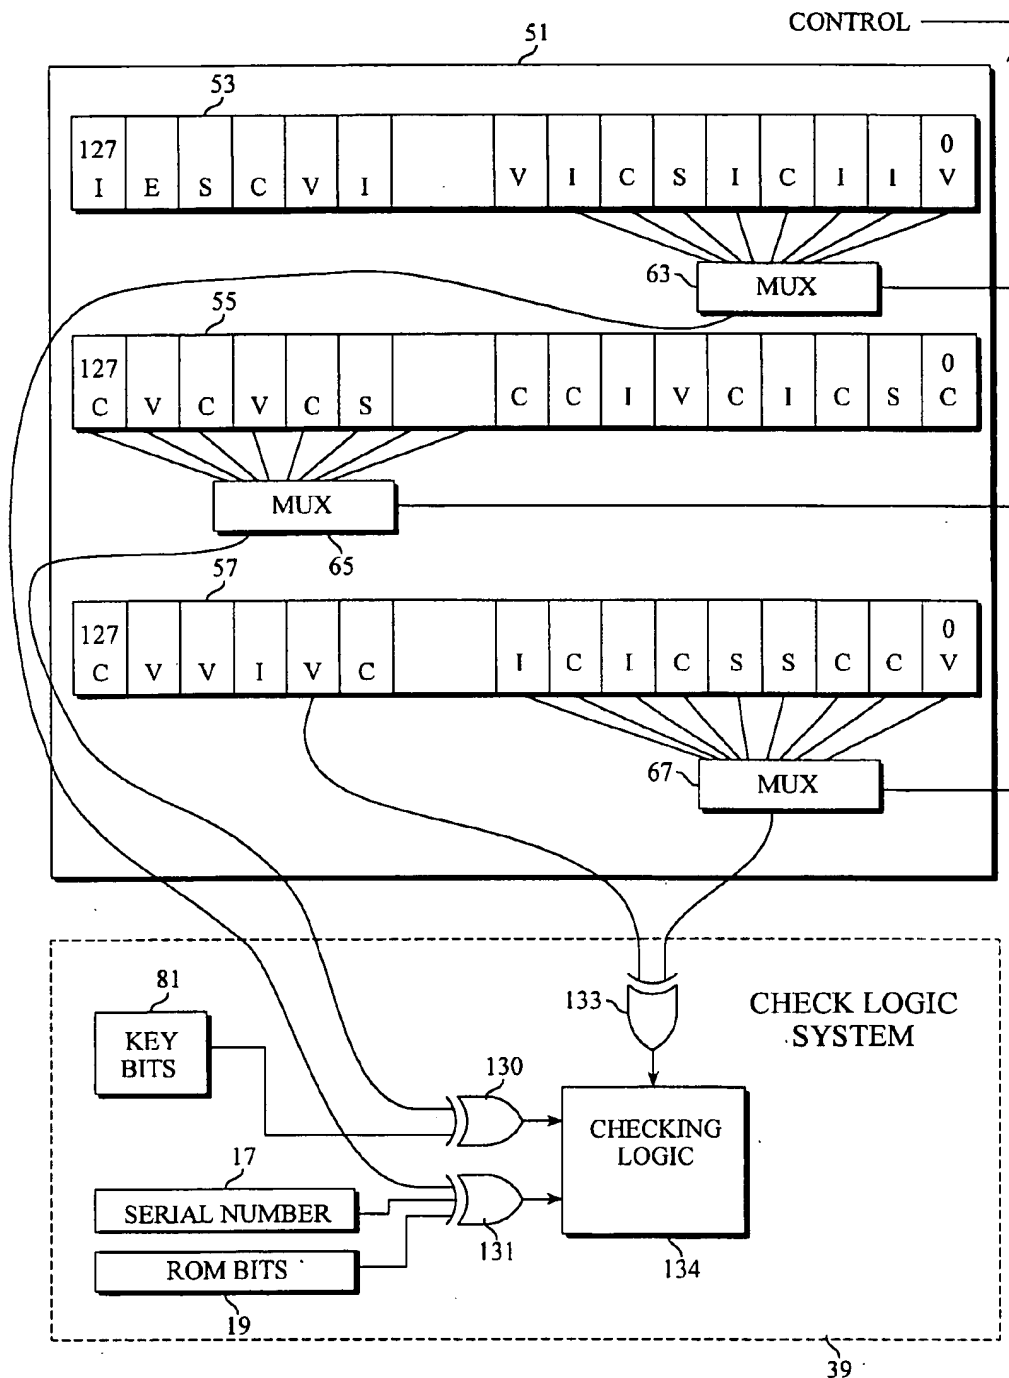 CONTROL
51
53
127 0
I E S C V I V I C S I C I I V
63 MUX
55
127 0
C V C V C S C C I V C I C S C
MUX
65
57
127 0
C V V I V C I C I C S S C C V
67 MUX
81
KEY
BITS
133
CHECK LOGIC
SYSTEM
130
CHECKING
LOGIC
17
SERIAL NUMBER
131
134
ROM BITS
19
39